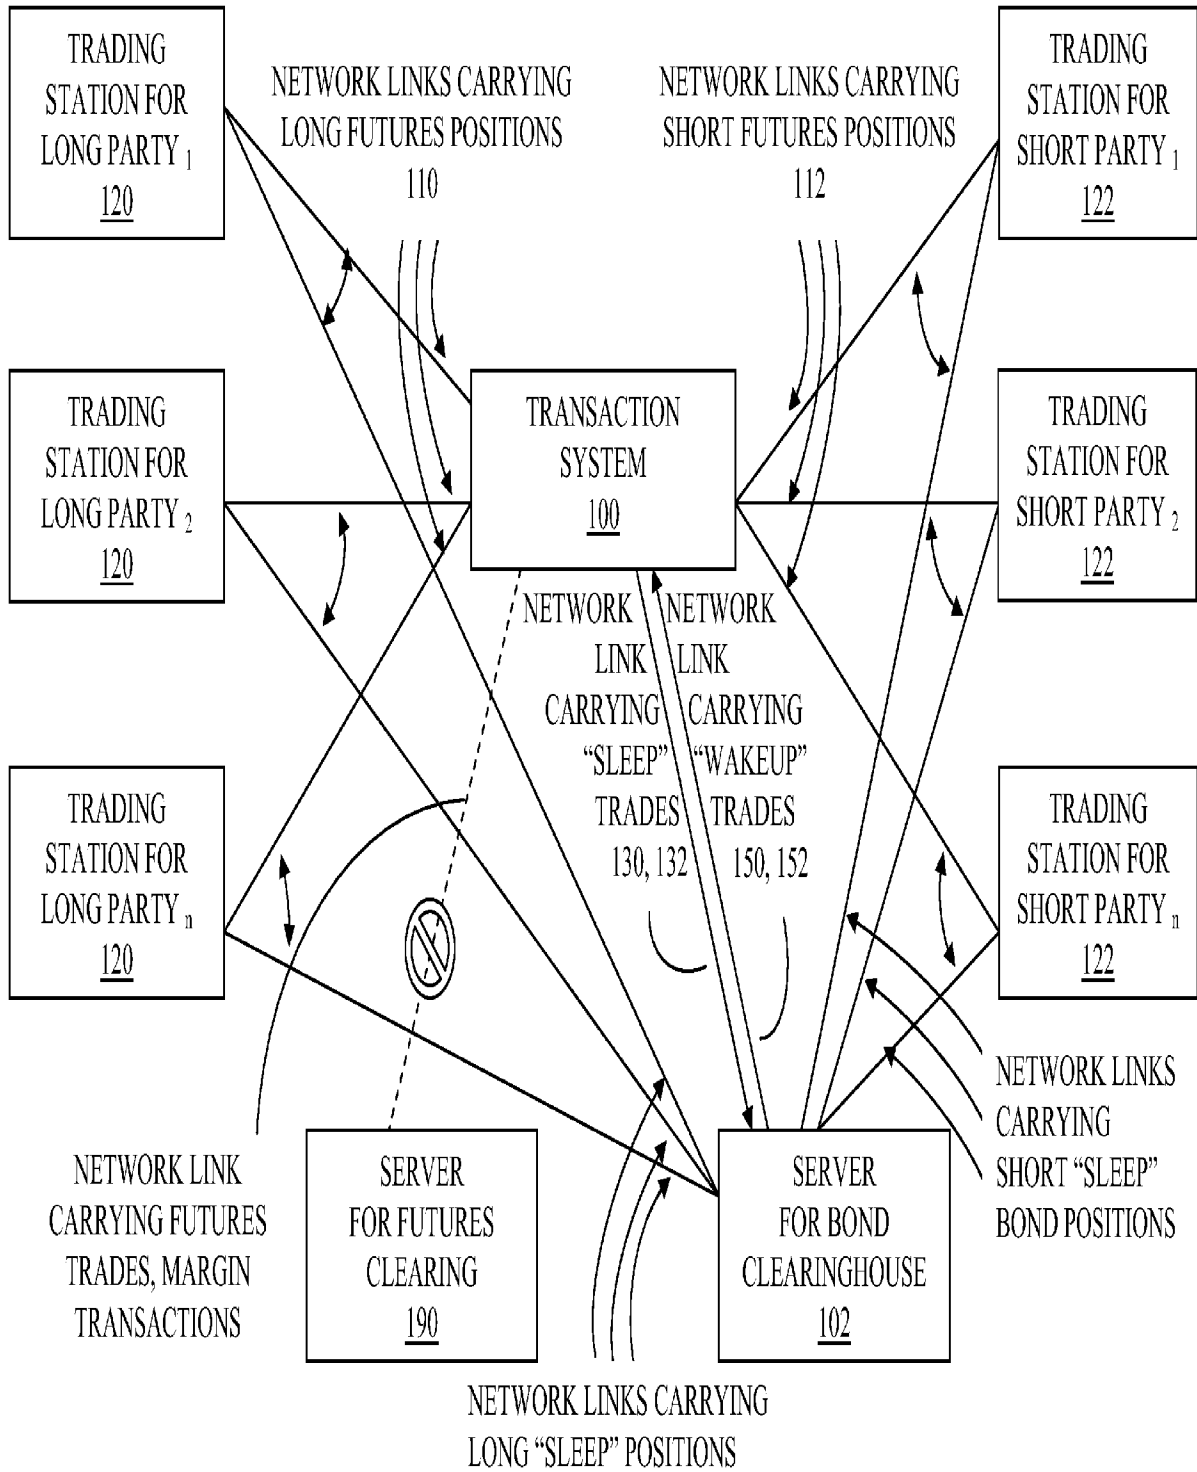 TRADING
STATION FOR
LONG PARTY 1
120
NETWORK LINKS CARRYING
LONG FUTURES POSITIONS
110
NETWORK LINKS CARRYING
SHORT FUTURES POSITIONS
112
TRADING
STATION FOR
SHORT PARTY 1
122
TRADING
STATION FOR
LONG PARTY 2
120
TRANSACTION
SYSTEM
100
TRADING
STATION FOR
SHORT PARTY 2
122
NETWORK
LINK
CARRYING
“SLEEP”
TRADES
130, 132
NETWORK
LINK
CARRYING
“WAKEUP”
TRADES
150, 152
TRADING
STATION FOR
LONG PARTY n
120
TRADING
STATION FOR
SHORT PARTY n
122
NETWORK LINK
CARRYING FUTURES
TRADES, MARGIN
TRANSACTIONS
SERVER
FOR FUTURES
CLEARING
190
SERVER
FOR BOND
CLEARINGHOUSE
102
NETWORK LINKS
CARRYING
SHORT “SLEEP”
BOND POSITIONS
NETWORK LINKS CARRYING
LONG “SLEEP” POSITIONS